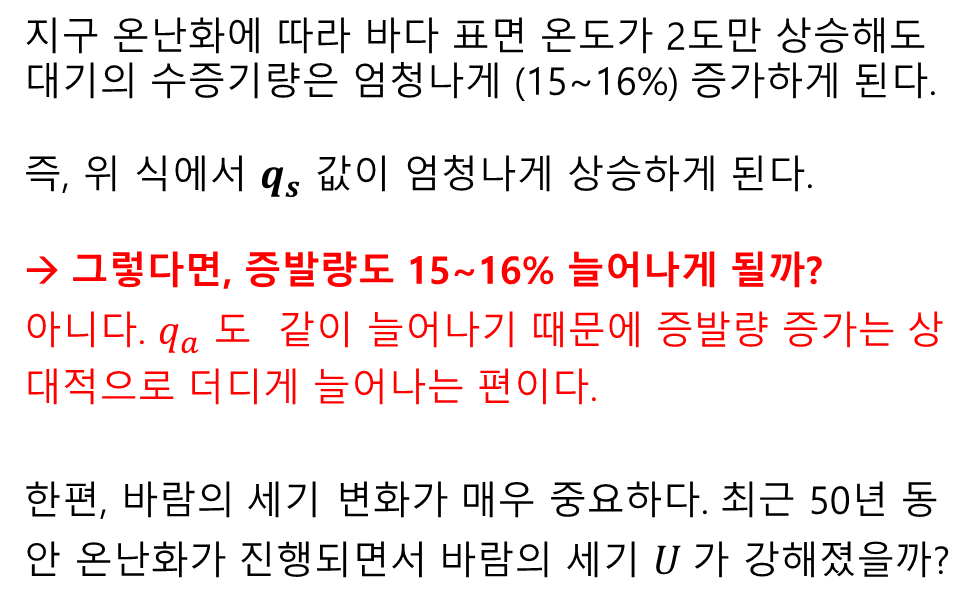 지구 온난화에 따라 바다 표면 온도가 2도만 상승해도
대기의 수증기량은 엄청나게 (15~16%) 증가하게 된다.
즉, 위 식에서 qₛ 값이 엄청나게 상승하게 된다.
→ 그렇다면, 증발량도 15~16% 늘어나게 될까?
아니다. qₐ 도 같이 늘어나기 때문에 증발량 증가는 상
대적으로 더디게 늘어나는 편이다.
한편, 바람의 세기 변화가 매우 중요하다. 최근 50년 동
안 온난화가 진행되면서 바람의 세기 U 가 강해졌을까?